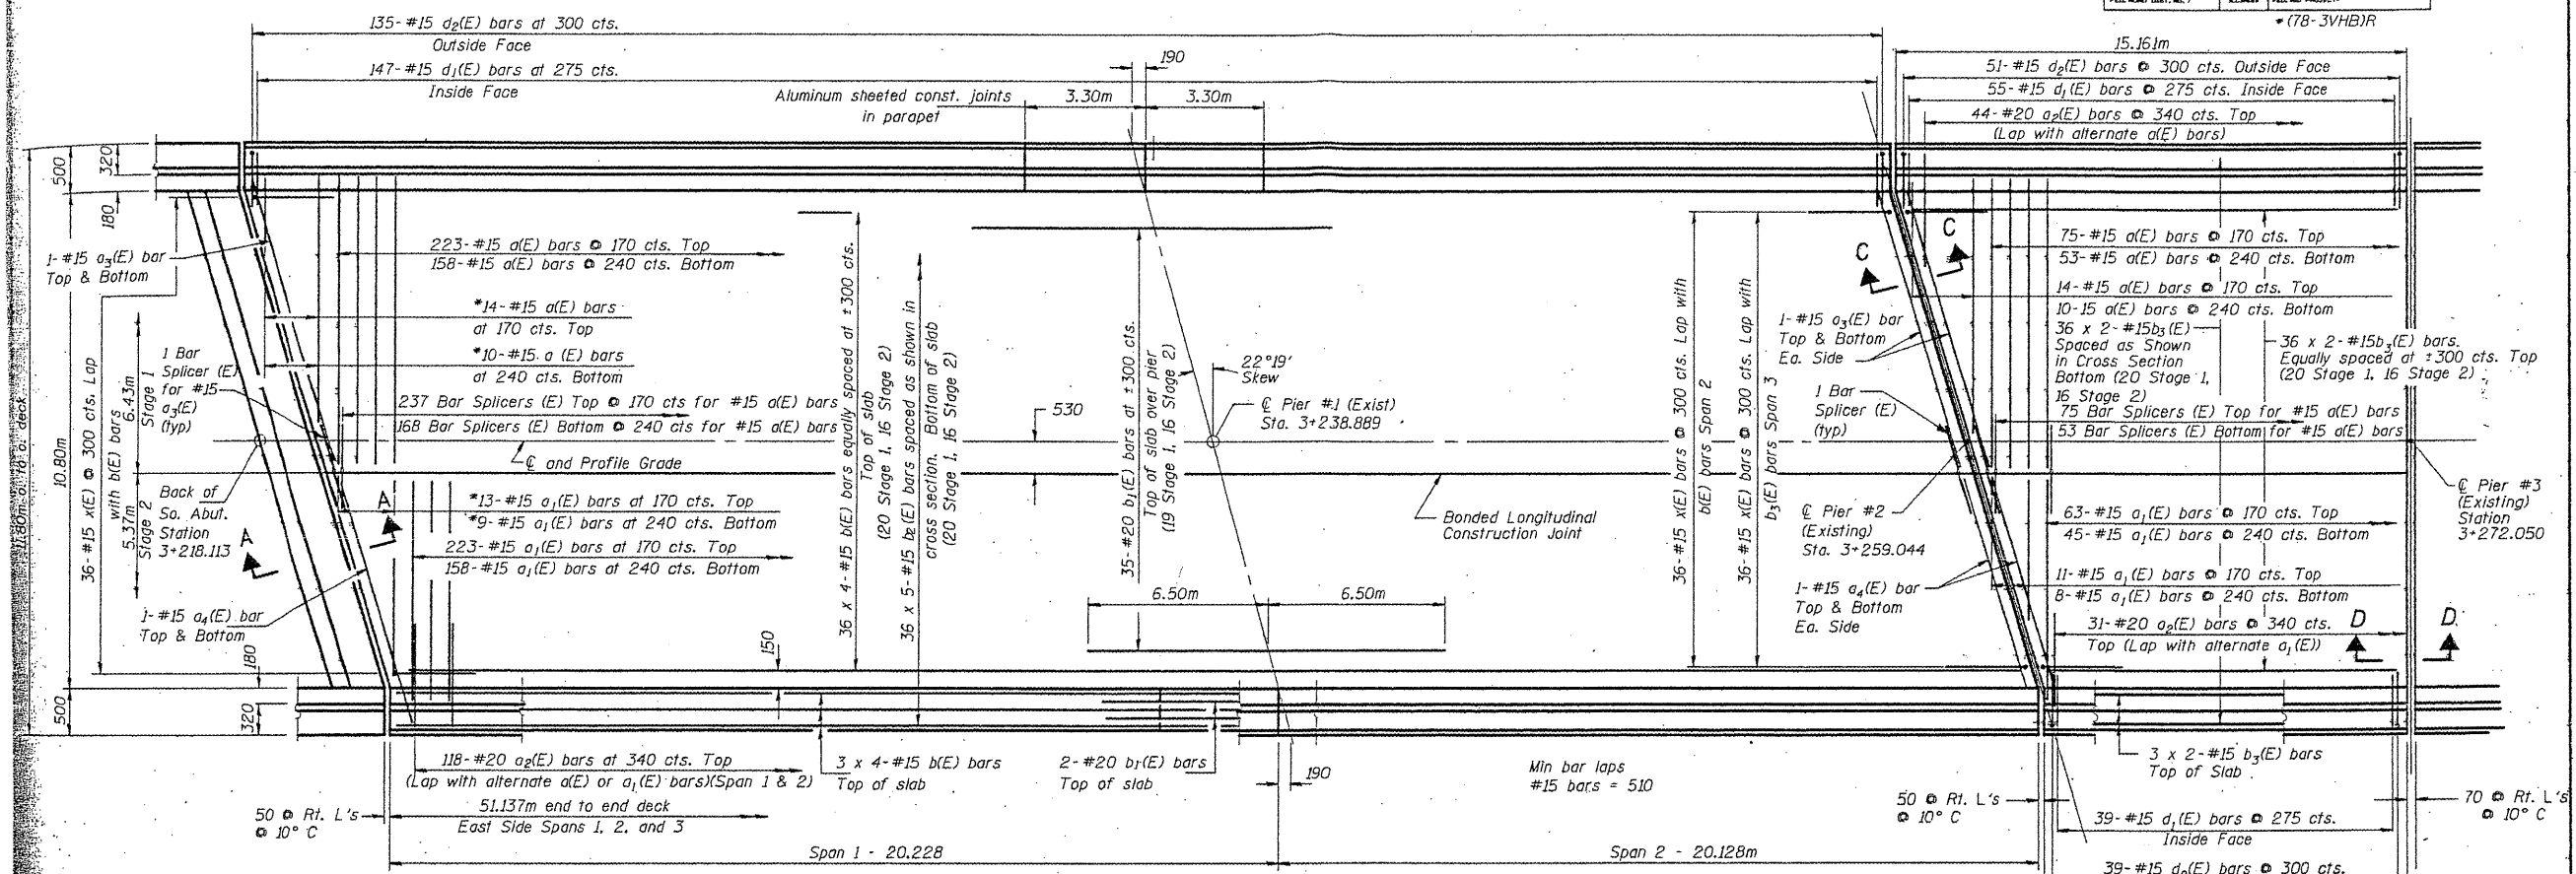 *(78-3VHB)R
135-#15 d2(E) bars at 300 cts.
Outside Face
147-#15 d1(E) bars at 275 cts.
Inside Face
190
Aluminum sheeted const. joints
in parapet
3.30m
3.30m
15.161m
51-#15 d2(E) bars @ 300 cts. Outside Face
55-#15 d1(E) bars @ 275 cts. Inside Face
44-#20 a2(E) bars @ 340 cts. Top
(Lap with alternate a(E) bars)
500
320
180
1-#15 a3(E) bar
Top & Bottom
223-#15 a(E) bars @ 170 cts. Top
158-#15 a(E) bars @ 240 cts. Bottom
*14-#15 a(E) bars
at 170 cts. Top
*10-#15 a (E) bars
at 240 cts. Bottom
1 Bar
Splicer (E)
for #15
a3(E)
(typ)
6.43m
Stage 1
5.37m
Stage 2
36-#15 x(E) @ 300 cts. Lap
with b(E) bars
10.80m
11.80m o. to o. deck
237 Bar Splicers (E) Top @ 170 cts for #15 a(E) bars
168 Bar Splicers (E) Bottom @ 240 cts for #15 a(E) bars
℄ and Profile Grade
Back of
So. Abut.
Station
3+218.113
A
A
*13-#15 a1(E) bars at 170 cts. Top
*9-#15 a1(E) bars at 240 cts. Bottom
223-#15 a1(E) bars at 170 cts. Top
158-#15 a1(E) bars at 240 cts. Bottom
1-#15 a4(E) bar
Top & Bottom
36 x 4-#15 b(E) bars equally spaced at ±300 cts.
Top of slab
(20 Stage 1, 16 Stage 2)
36 x 5-#15 b2(E) bars spaced as shown in
cross section. Bottom of slab
(20 Stage 1, 16 Stage 2)
35-#20 b1(E) bars at ±300 cts.
Top of slab over pier
(19 Stage 1, 16 Stage 2)
22°19'
Skew
℄ Pier #1 (Exist)
Sta. 3+238.889
530
Bonded Longitudinal
Construction Joint
36-#15 x(E) bars @ 300 cts. Lap with
b(E) bars Span 2
36-#15 x(E) bars @ 300 cts. Lap with
b3(E) bars Span 3
C
C
1-#15 a3(E) bar
Top & Bottom
Ea. Side
1 Bar
Splicer (E)
(typ)
℄ Pier #2
(Existing)
Sta. 3+259.044
1-#15 a4(E) bar
Top & Bottom
Ea. Side
75-#15 a(E) bars @ 170 cts. Top
53-#15 a(E) bars @ 240 cts. Bottom
14-#15 a(E) bars @ 170 cts. Top
10-15 a(E) bars @ 240 cts. Bottom
36 x 2-#15b3(E)
Spaced as Shown
in Cross Section
Bottom (20 Stage 1,
16 Stage 2)
36 x 2-#15b3(E) bars.
Equally spaced at ±300 cts. Top
(20 Stage 1, 16 Stage 2)
75 Bar Splicers (E) Top for #15 a(E) bars
53 Bar Splicers (E) Bottom for #15 a(E) bars
℄ Pier #3
(Existing)
Station
3+272.050
63-#15 a1(E) bars @ 170 cts. Top
45-#15 a1(E) bars @ 240 cts. Bottom
11-#15 a1(E) bars @ 170 cts. Top
8-#15 a1(E) bars @ 240 cts. Bottom
31-#20 a2(E) bars @ 340 cts.
Top (Lap with alternate a1(E))
D
D
6.50m
6.50m
150
180
500
320
118-#20 a2(E) bars at 340 cts. Top
(Lap with alternate a(E) or a1(E) bars)(Span 1 & 2)
51.137m end to end deck
East Side Spans 1, 2, and 3
3 x 4-#15 b(E) bars
Top of slab
2-#20 b1(E) bars
Top of slab
190
Min bar laps
#15 bars = 510
3 x 2-#15 b3(E) bars
Top of Slab
50 @ Rt. L's
@ 10° C
50 @ Rt. L's
@ 10° C
70 @ Rt. L's
@ 10° C
39-#15 d1(E) bars @ 275 cts.
Inside Face
39-#15 d2(E) bars @ 300 cts.
Span 1 - 20.228
Span 2 - 20.128m